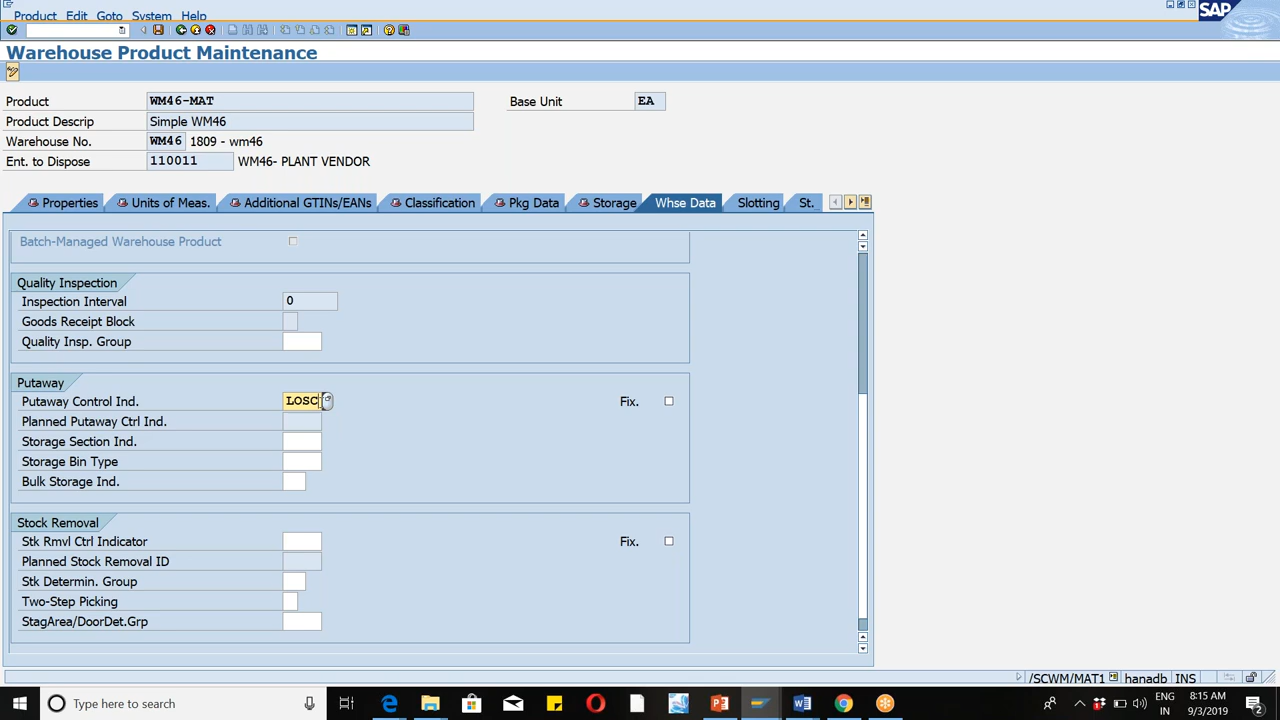 Product Edit Goto System Help
SAP
Warehouse Product Maintenance
Product WM46-MAT Base Unit EA
Product Descrip Simple WM46
Warehouse No. WM46 1809 - wm46
Ent. to Dispose 110011 WM46- PLANT VENDOR
Properties Units of Meas. Additional GTINs/EANs Classification Pkg Data Storage Whse Data Slotting St.
Batch-Managed Warehouse Product
Quality Inspection
Inspection Interval 0
Goods Receipt Block
Quality Insp. Group
Putaway
Putaway Control Ind. LOSC Fix.
Planned Putaway Ctrl Ind.
Storage Section Ind.
Storage Bin Type
Bulk Storage Ind.
Stock Removal
Stk Rmvl Ctrl Indicator Fix.
Planned Stock Removal ID
Stk Determin. Group
Two-Step Picking
StagArea/DoorDet.Grp
/SCWM/MAT1 hanadb INS
Type here to search
ENG 8:15 AM
IN 9/3/2019 2